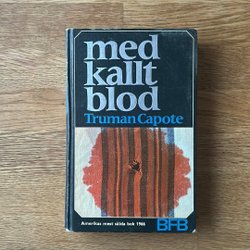 med
kallt
blod
Truman Capote
Amerikas mest sålda bok 1966
BFB